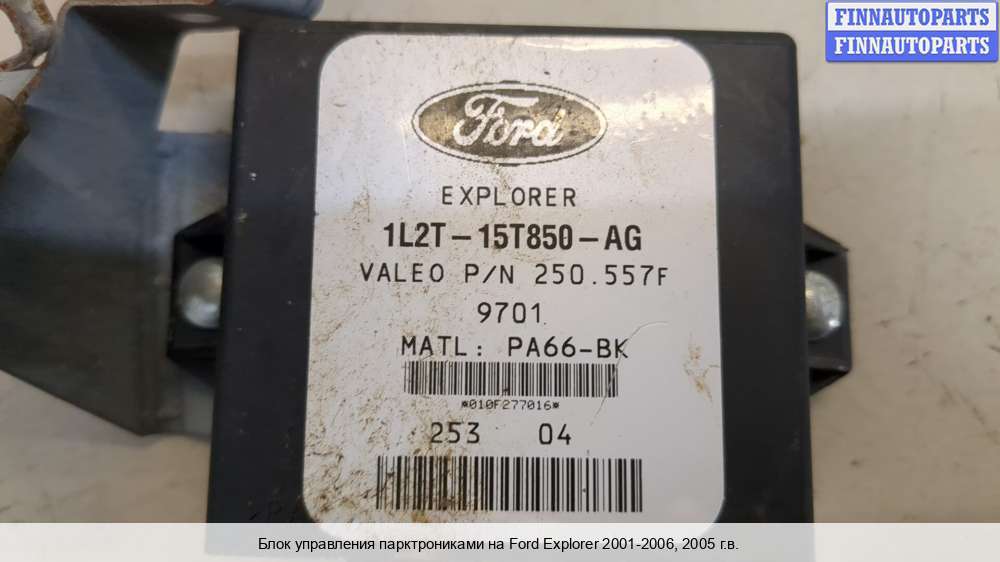 FINNAUTOPARTS
FINNAUTOPARTS
Ford
EXPLORER
1L2T-15T850-AG
VALEO P/N 250.557F
9701
MATL: PA66-BK
*010F277016*
253 04
Блок управления парктрониками на Ford Explorer 2001-2006, 2005 г.в.